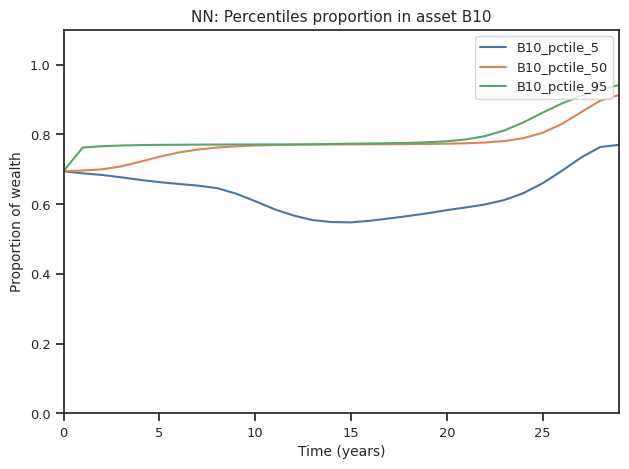 NN: Percentiles proportion in asset B10
B10_pctile_5
B10_pctile_50
B10_pctile_95
Proportion of wealth
1.0
0.8
0.6
0.4
0.2
0.0
0 5 10 15 20 25
Time (years)